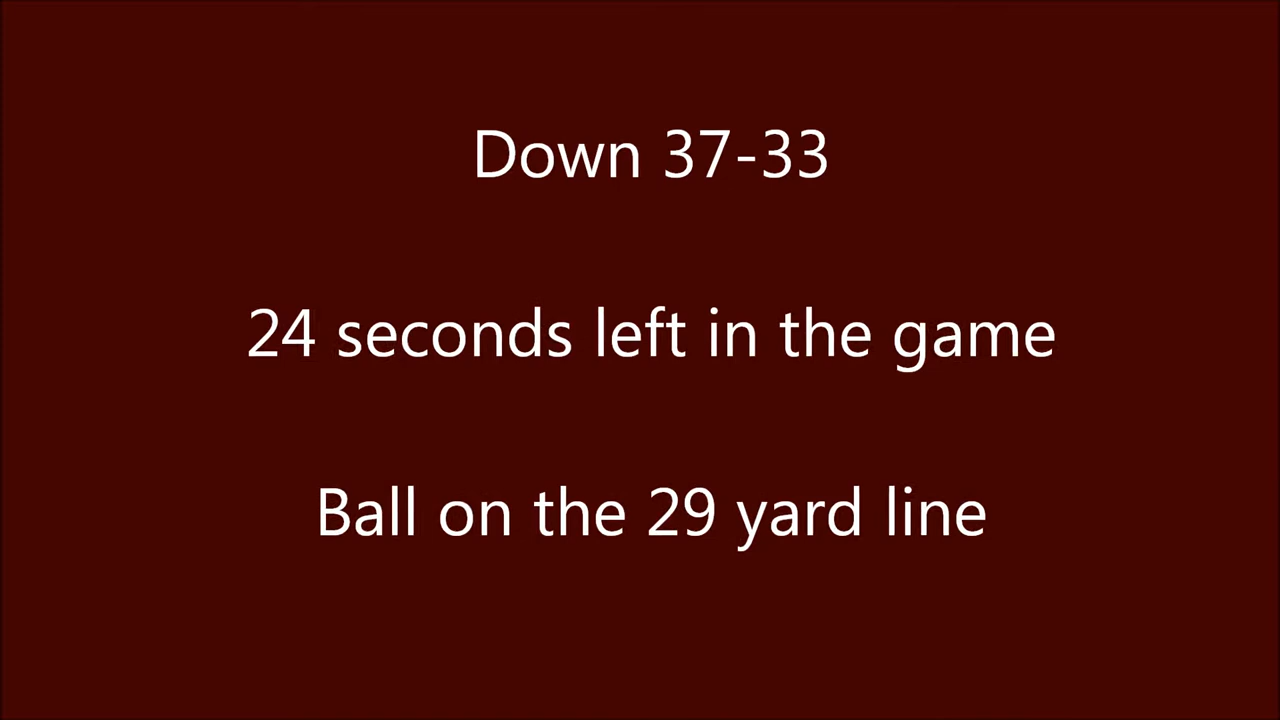 Down 37-33
24 seconds left in the game
Ball on the 29 yard line